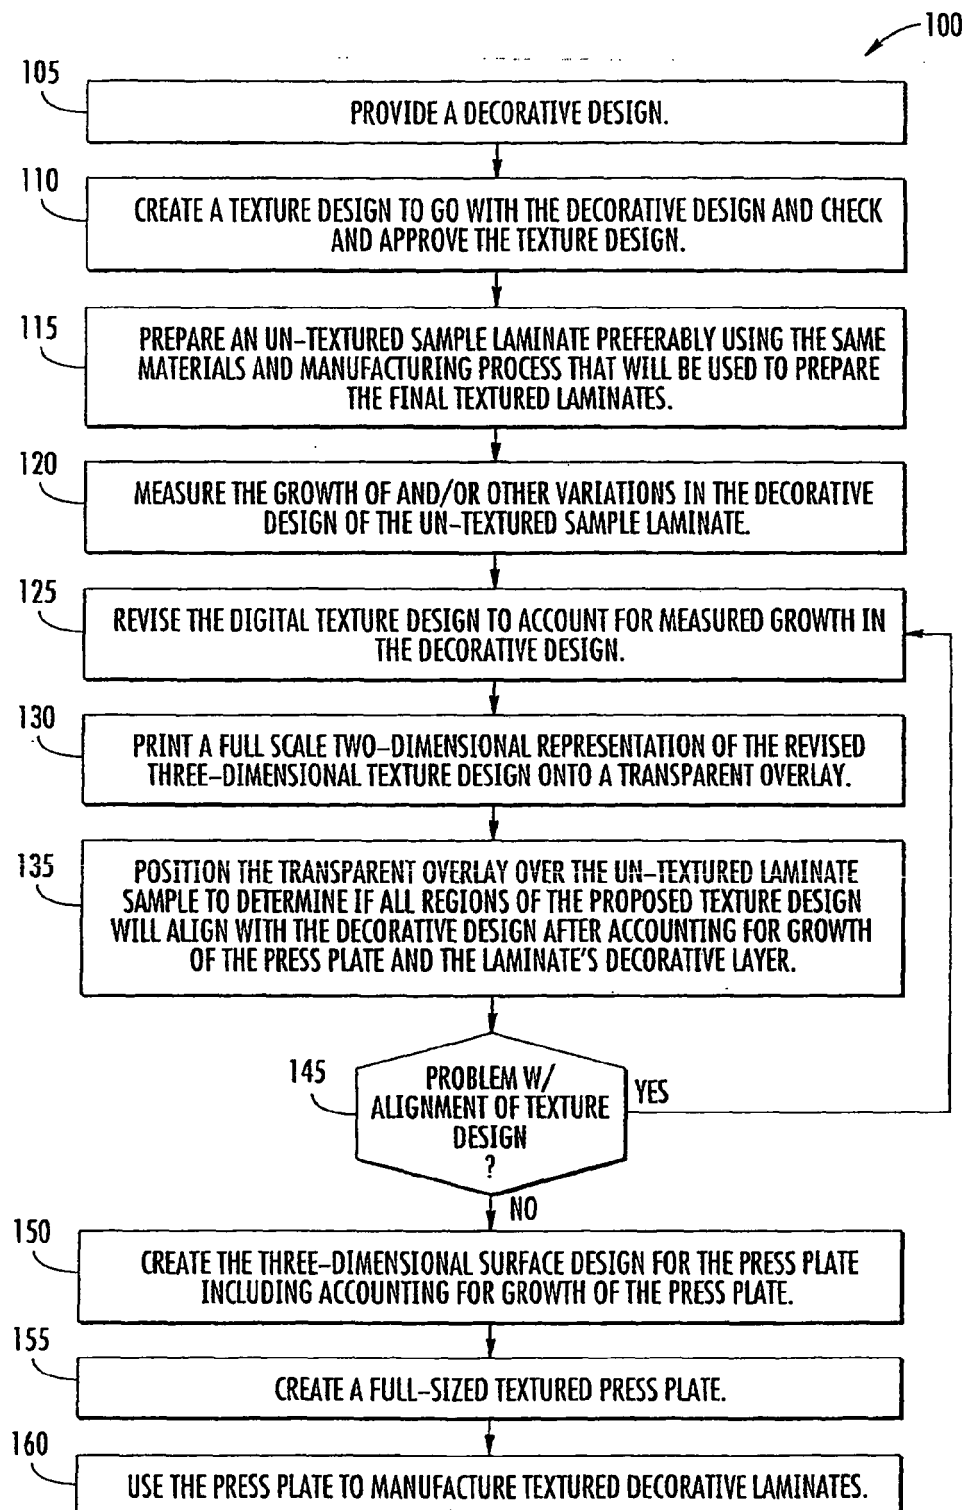 100
105
PROVIDE A DECORATIVE DESIGN.
110
CREATE A TEXTURE DESIGN TO GO WITH THE DECORATIVE DESIGN AND CHECK
AND APPROVE THE TEXTURE DESIGN.
115
PREPARE AN UN-TEXTURED SAMPLE LAMINATE PREFERABLY USING THE SAME
MATERIALS AND MANUFACTURING PROCESS THAT WILL BE USED TO PREPARE
THE FINAL TEXTURED LAMINATES.
120
MEASURE THE GROWTH OF AND/OR OTHER VARIATIONS IN THE DECORATIVE
DESIGN OF THE UN-TEXTURED SAMPLE LAMINATE.
125
REVISE THE DIGITAL TEXTURE DESIGN TO ACCOUNT FOR MEASURED GROWTH IN
THE DECORATIVE DESIGN.
130
PRINT A FULL SCALE TWO-DIMENSIONAL REPRESENTATION OF THE REVISED
THREE-DIMENSIONAL TEXTURE DESIGN ONTO A TRANSPARENT OVERLAY.
135
POSITION THE TRANSPARENT OVERLAY OVER THE UN-TEXTURED LAMINATE
SAMPLE TO DETERMINE IF ALL REGIONS OF THE PROPOSED TEXTURE DESIGN
WILL ALIGN WITH THE DECORATIVE DESIGN AFTER ACCOUNTING FOR GROWTH
OF THE PRESS PLATE AND THE LAMINATE'S DECORATIVE LAYER.
145
PROBLEM W/
ALIGNMENT OF TEXTURE
DESIGN
?
YES
NO
150
CREATE THE THREE-DIMENSIONAL SURFACE DESIGN FOR THE PRESS PLATE
INCLUDING ACCOUNTING FOR GROWTH OF THE PRESS PLATE.
155
CREATE A FULL-SIZED TEXTURED PRESS PLATE.
160
USE THE PRESS PLATE TO MANUFACTURE TEXTURED DECORATIVE LAMINATES.